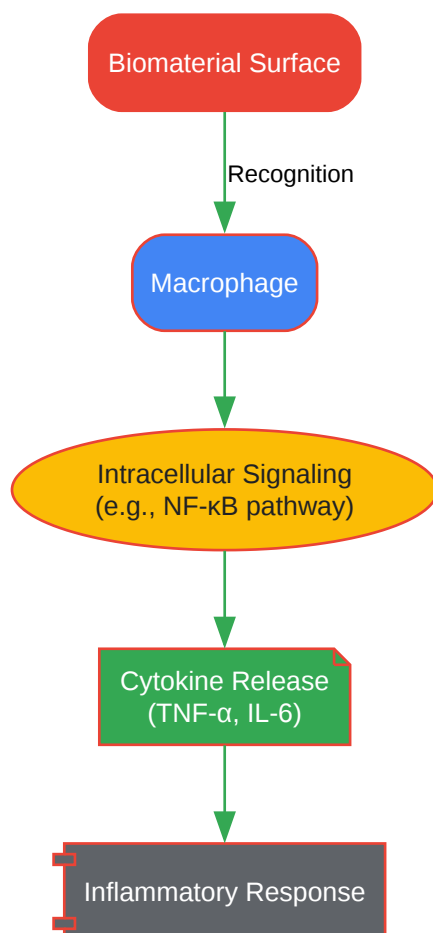 Biomaterial Surface
Recognition
Macrophage
Intracellular Signaling
(e.g., NF-κB pathway)
Cytokine Release
(TNF-α, IL-6)
Inflammatory Response